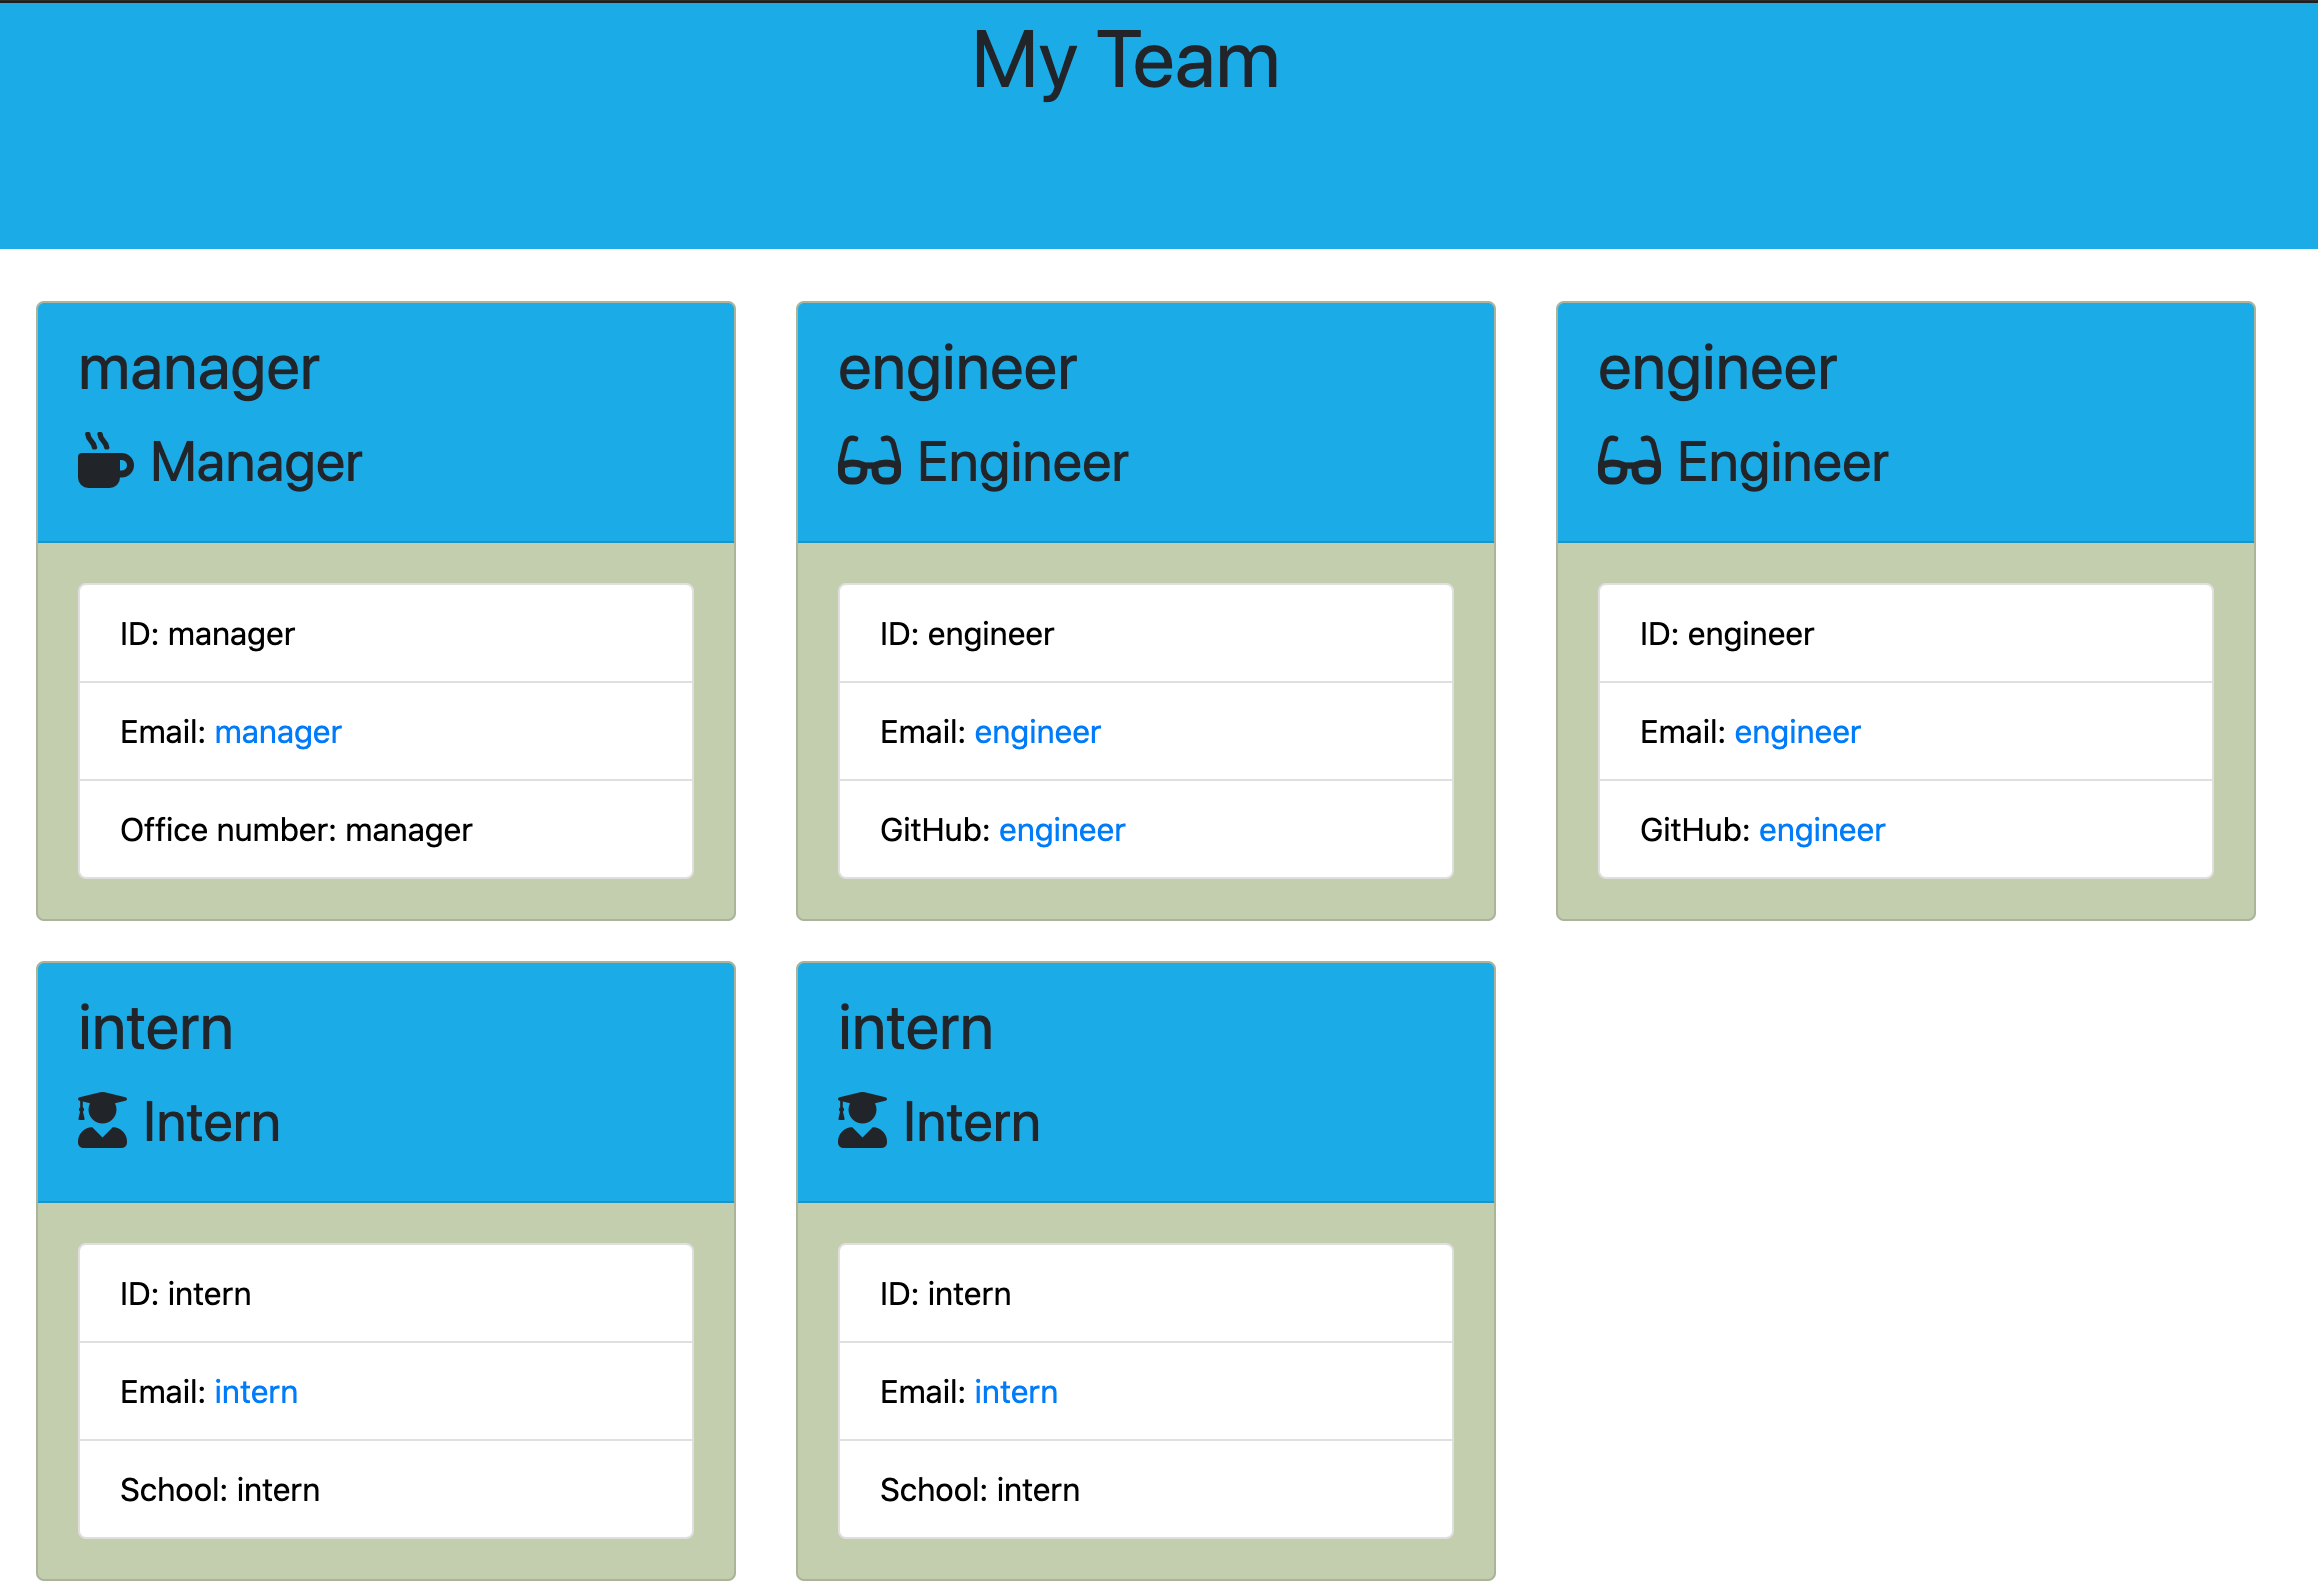 My Team
manager
Manager
ID: manager
Email: manager
Office number: manager
engineer
Engineer
ID: engineer
Email: engineer
GitHub: engineer
engineer
Engineer
ID: engineer
Email: engineer
GitHub: engineer
intern
Intern
ID: intern
Email: intern
School: intern
intern
Intern
ID: intern
Email: intern
School: intern